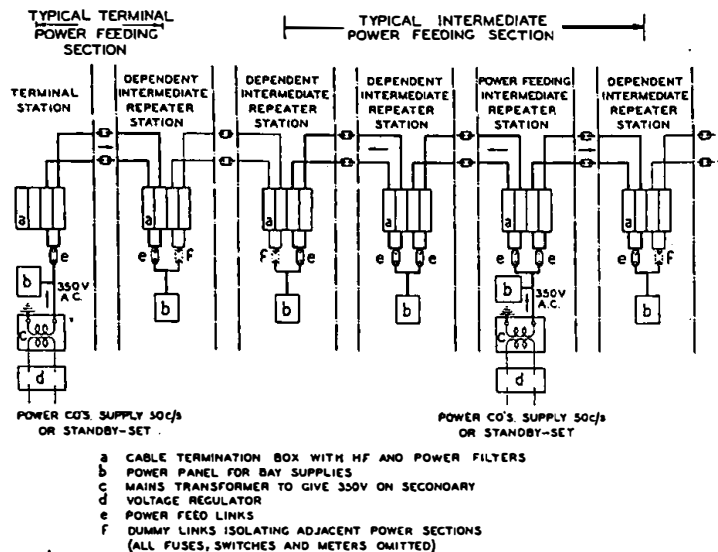 TYPICAL TERMINAL
POWER FEEDING
SECTION
TYPICAL INTERMEDIATE
POWER FEEDING SECTION
TERMINAL
STATION
DEPENDENT
INTERMEDIATE
REPEATER
STATION
DEPENDENT
INTERMEDIATE
REPEATER
STATION
DEPENDENT
INTERMEDIATE
REPEATER
STATION
POWER FEEDING
INTERMEDIATE
REPEATER
STATION
DEPENDENT
INTERMEDIATE
REPEATER
STATION
a
a
a
a
a
a
e
e
f
f
e
e
e
e
e
e
f
b
350V
A.C.
b
b
b
b
350V
A.C.
b
c
c
d
d
POWER CO'S. SUPPLY 50c/s
OR STANDBY-SET
POWER CO'S. SUPPLY 50c/s
OR STANDBY-SET
a CABLE TERMINATION BOX WITH HF AND POWER FILTERS
b POWER PANEL FOR BAY SUPPLIES
c MAINS TRANSFORMER TO GIVE 350V ON SECONDARY
d VOLTAGE REGULATOR
e POWER FEED LINKS
f DUMMY LINKS ISOLATING ADJACENT POWER SECTIONS
(ALL FUSES, SWITCHES AND METERS OMITTED)